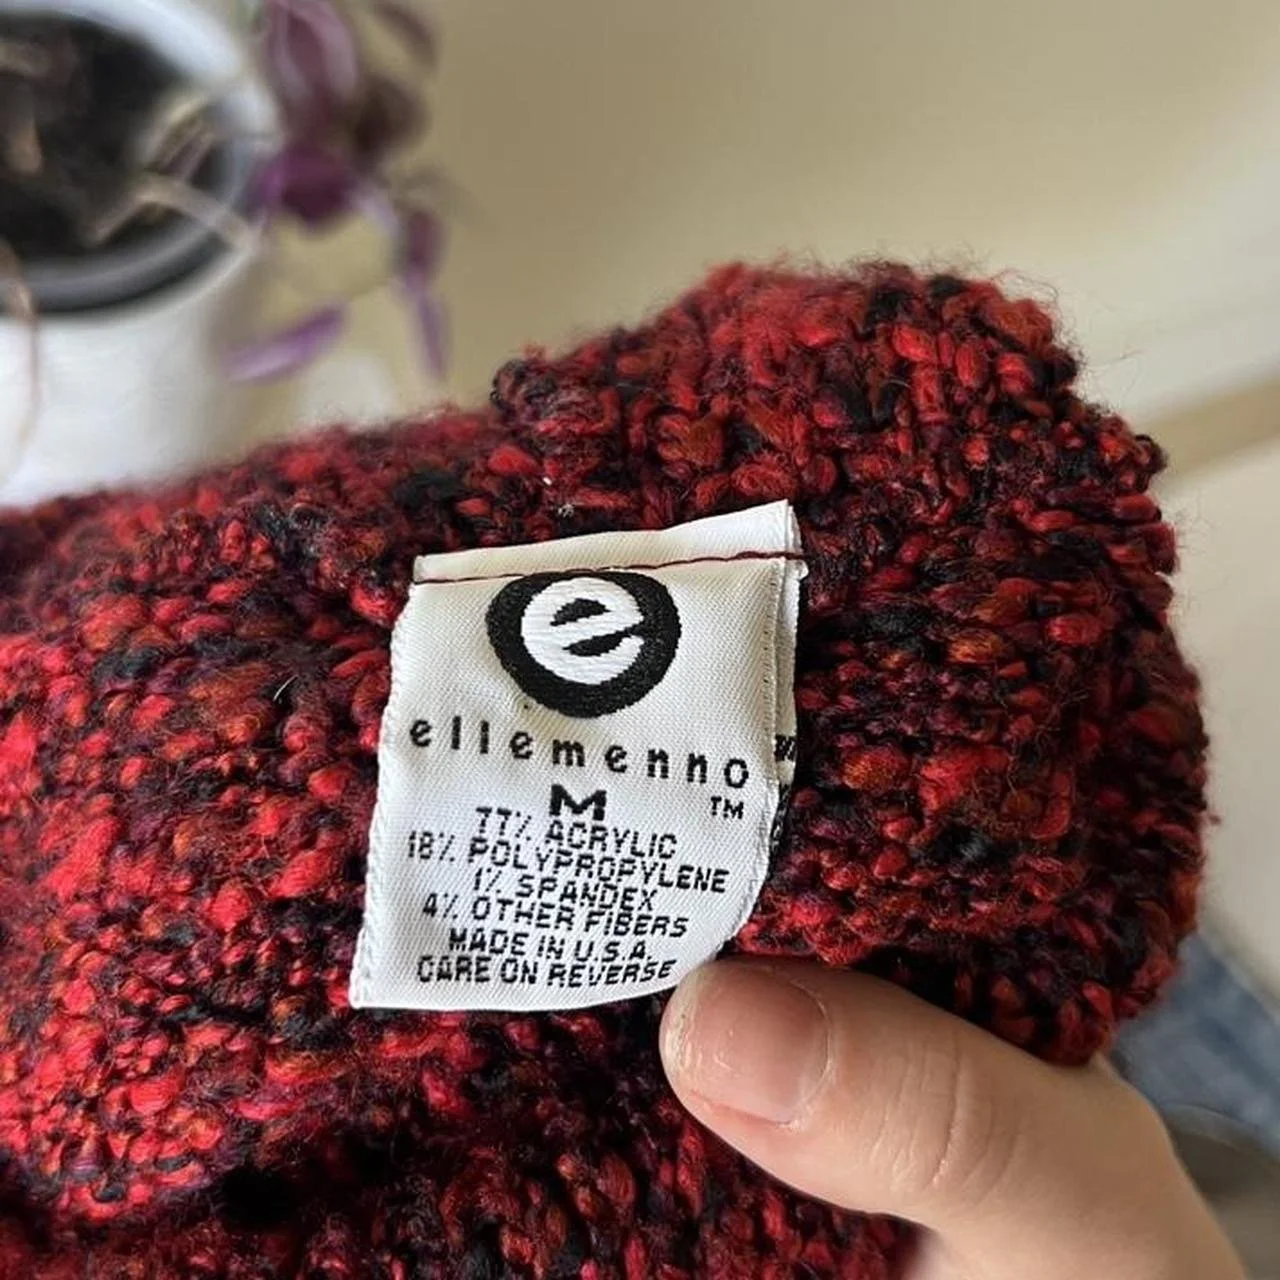 e
ellemenno
M ™
77% ACRYLIC
18% POLYPROPYLENE
1% SPANDEX
4% OTHER FIBERS
MADE IN U.S.A.
CARE ON REVERSE